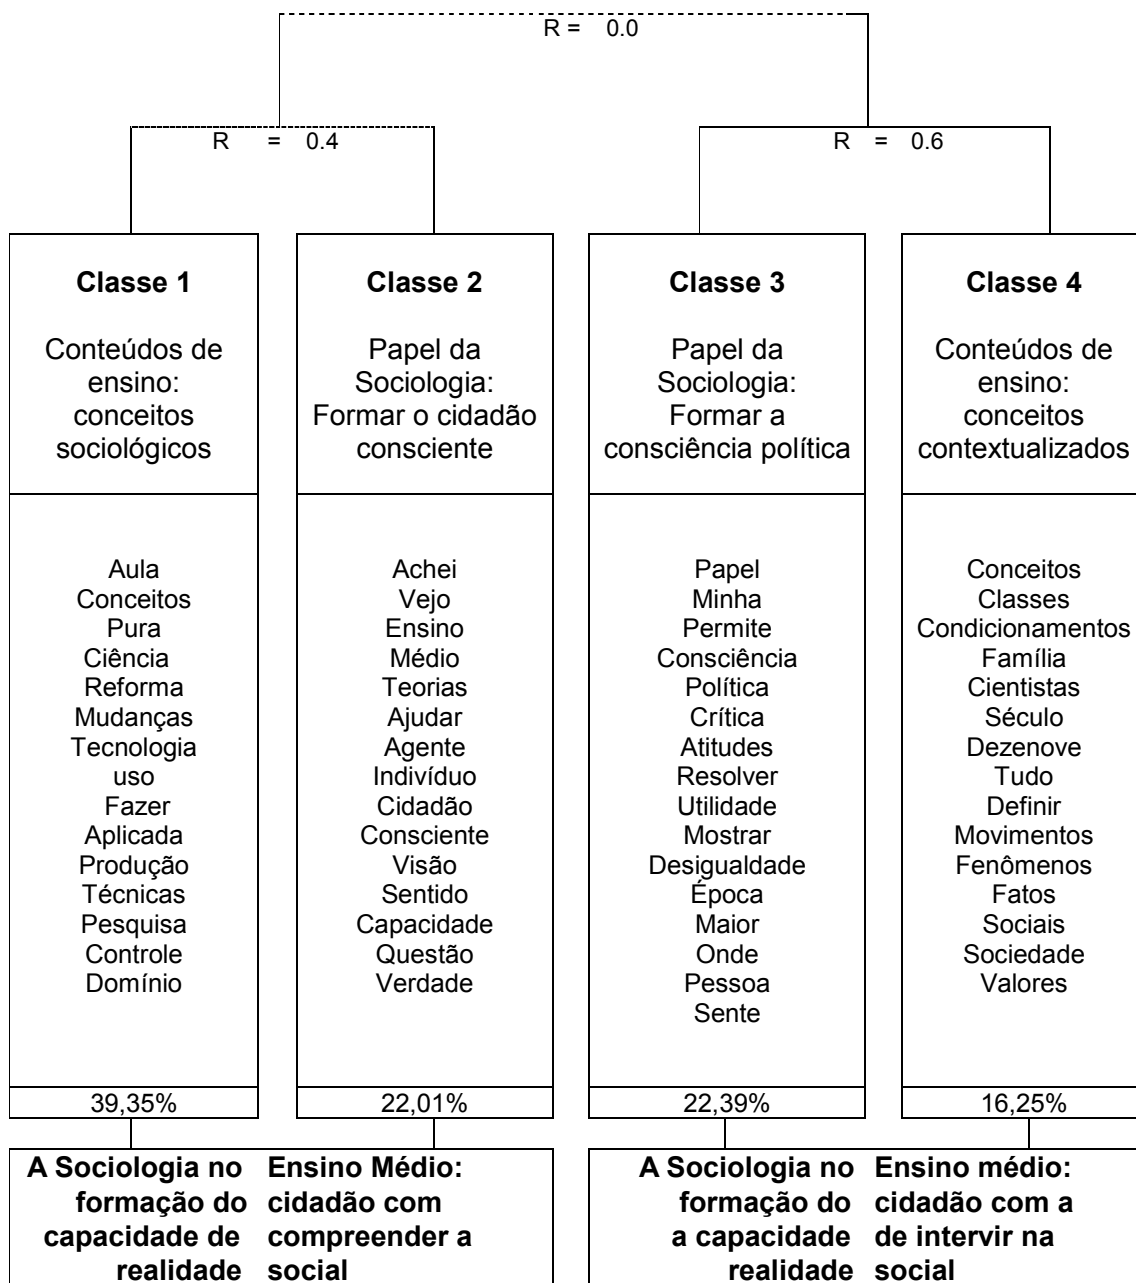 R = 0.0
R = 0.4
R = 0.6
Classe 1
Conteúdos de
ensino:
conceitos
sociológicos
Aula
Conceitos
Pura
Ciência
Reforma
Mudanças
Tecnologia
uso
Fazer
Aplicada
Produção
Técnicas
Pesquisa
Controle
Domínio
39,35%
Classe 2
Papel da
Sociologia:
Formar o cidadão
consciente
Achei
Vejo
Ensino
Médio
Teorias
Ajudar
Agente
Indivíduo
Cidadão
Consciente
Visão
Sentido
Capacidade
Questão
Verdade
22,01%
Classe 3
Papel da
Sociologia:
Formar a
consciência política
Papel
Minha
Permite
Consciência
Política
Crítica
Atitudes
Resolver
Utilidade
Mostrar
Desigualdade
Época
Maior
Onde
Pessoa
Sente
22,39%
Classe 4
Conteúdos de
ensino:
conceitos
contextualizados
Conceitos
Classes
Condicionamentos
Família
Cientistas
Século
Dezenove
Tudo
Definir
Movimentos
Fenômenos
Fatos
Sociais
Sociedade
Valores
16,25%
A Sociologia no Ensino Médio:
formação do cidadão com
capacidade de compreender a
realidade social
A Sociologia no Ensino médio:
formação do cidadão com a
a capacidade de intervir na
realidade social